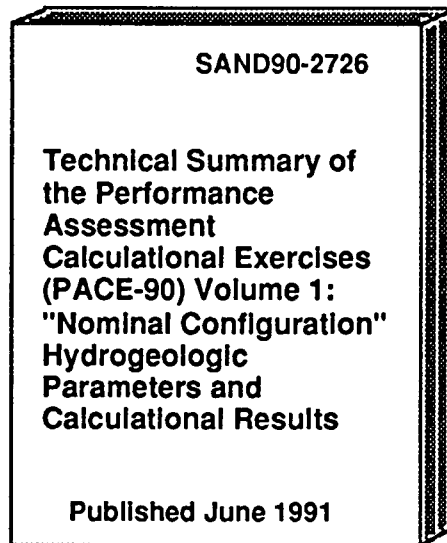 SAND90-2726
Technical Summary of
the Performance
Assessment
Calculational Exercises
(PACE-90) Volume 1:
"Nominal Configuration"
Hydrogeologic
Parameters and
Calculational Results
Published June 1991